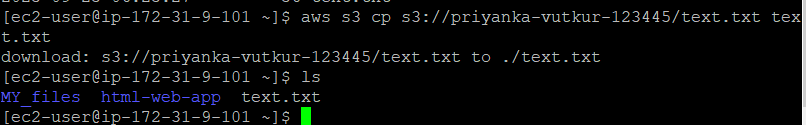 [ec2-user@ip-172-31-9-101 ~]$ aws s3 cp s3://priyanka-vutkur-123445/text.txt tex
t.txt
download: s3://priyanka-vutkur-123445/text.txt to ./text.txt
[ec2-user@ip-172-31-9-101 ~]$ ls
MY_files  html-web-app  text.txt
[ec2-user@ip-172-31-9-101 ~]$